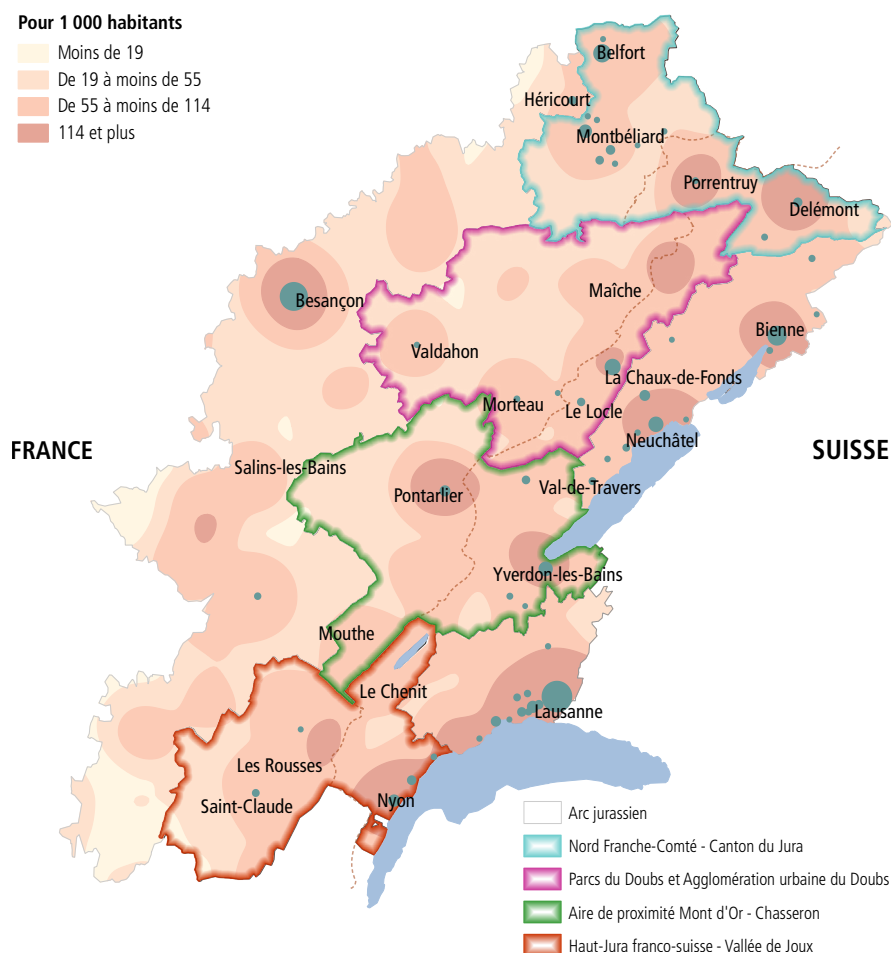 Pour 1 000 habitants
Moins de 19
De 19 à moins de 55
De 55 à moins de 114
114 et plus
Belfort
Héricourt
Montbéliard
Porrentruy
Delémont
Besançon
Maîche
Bienne
Valdahon
La Chaux-de-Fonds
Morteau
Le Locle
Neuchâtel
FRANCE
SUISSE
Salins-les-Bains
Pontarlier
Val-de-Travers
Yverdon-les-Bains
Mouthe
Le Chenit
Lausanne
Les Rousses
Saint-Claude
Nyon
Arc jurassien
Nord Franche-Comté - Canton du Jura
Parcs du Doubs et Agglomération urbaine du Doubs
Aire de proximité Mont d'Or - Chasseron
Haut-Jura franco-suisse - Vallée de Joux